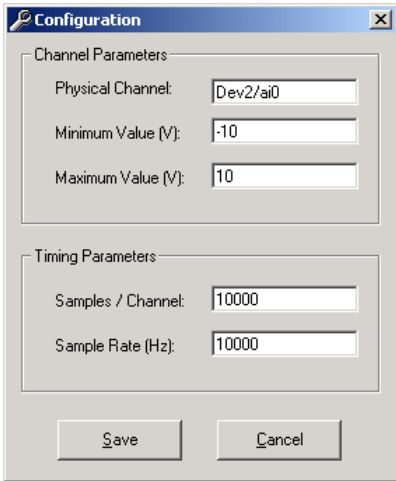 Configuration
Channel Parameters
Physical Channel: Dev2/ai0
Minimum Value (V): -10
Maximum Value (V): 10
Timing Parameters
Samples / Channel: 10000
Sample Rate (Hz): 10000
Save Cancel